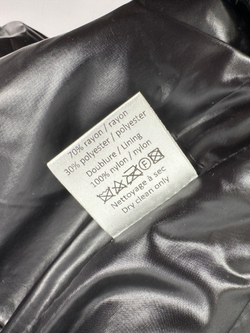 70% rayon / rayon
30% polyester / polyester
Doublure / Lining
100% nylon / nylon
Nettoyage à sec
Dry clean only